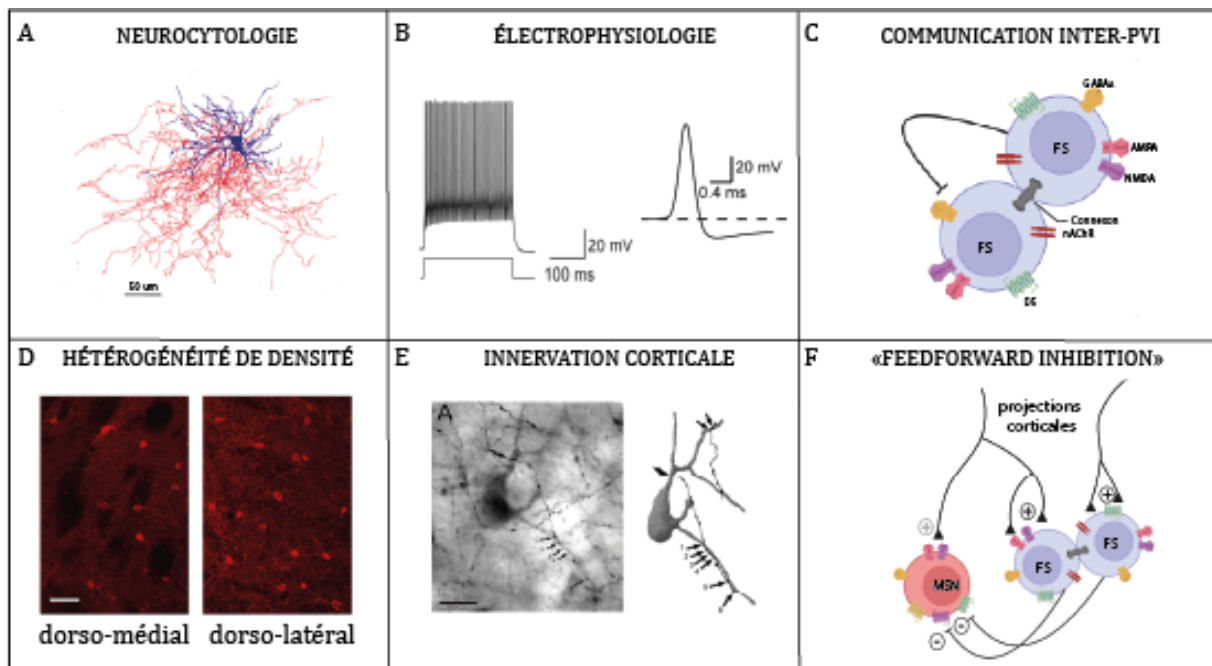 A NEUROCYTOLOGIE
50 um
B ÉLECTROPHYSIOLOGIE
20 mV
100 ms
20 mV
0.4 ms
C COMMUNICATION INTER-PVI
GABAa
FS
AMPA
NMDA
Connexon
nAChR
FS
D5
D HÉTÉROGÉNÉITÉ DE DENSITÉ
dorso-médial
dorso-latéral
E INNERVATION CORTICALE
A
F «FEEDFORWARD INHIBITION»
projections
corticales
+
+
+
FS
FS
MSN
-
-